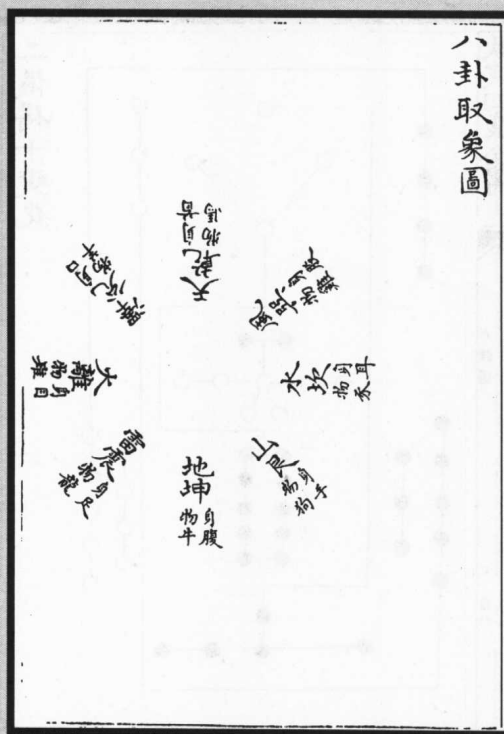 八卦取象圖
天乾
身首
物馬
風巽
身股
物雞
水坎
身耳
物豕
山艮
身手
物狗
地坤
身腹
物牛
雷震
身足
物龍
火離
身目
物雉
澤兌
身口
物羊